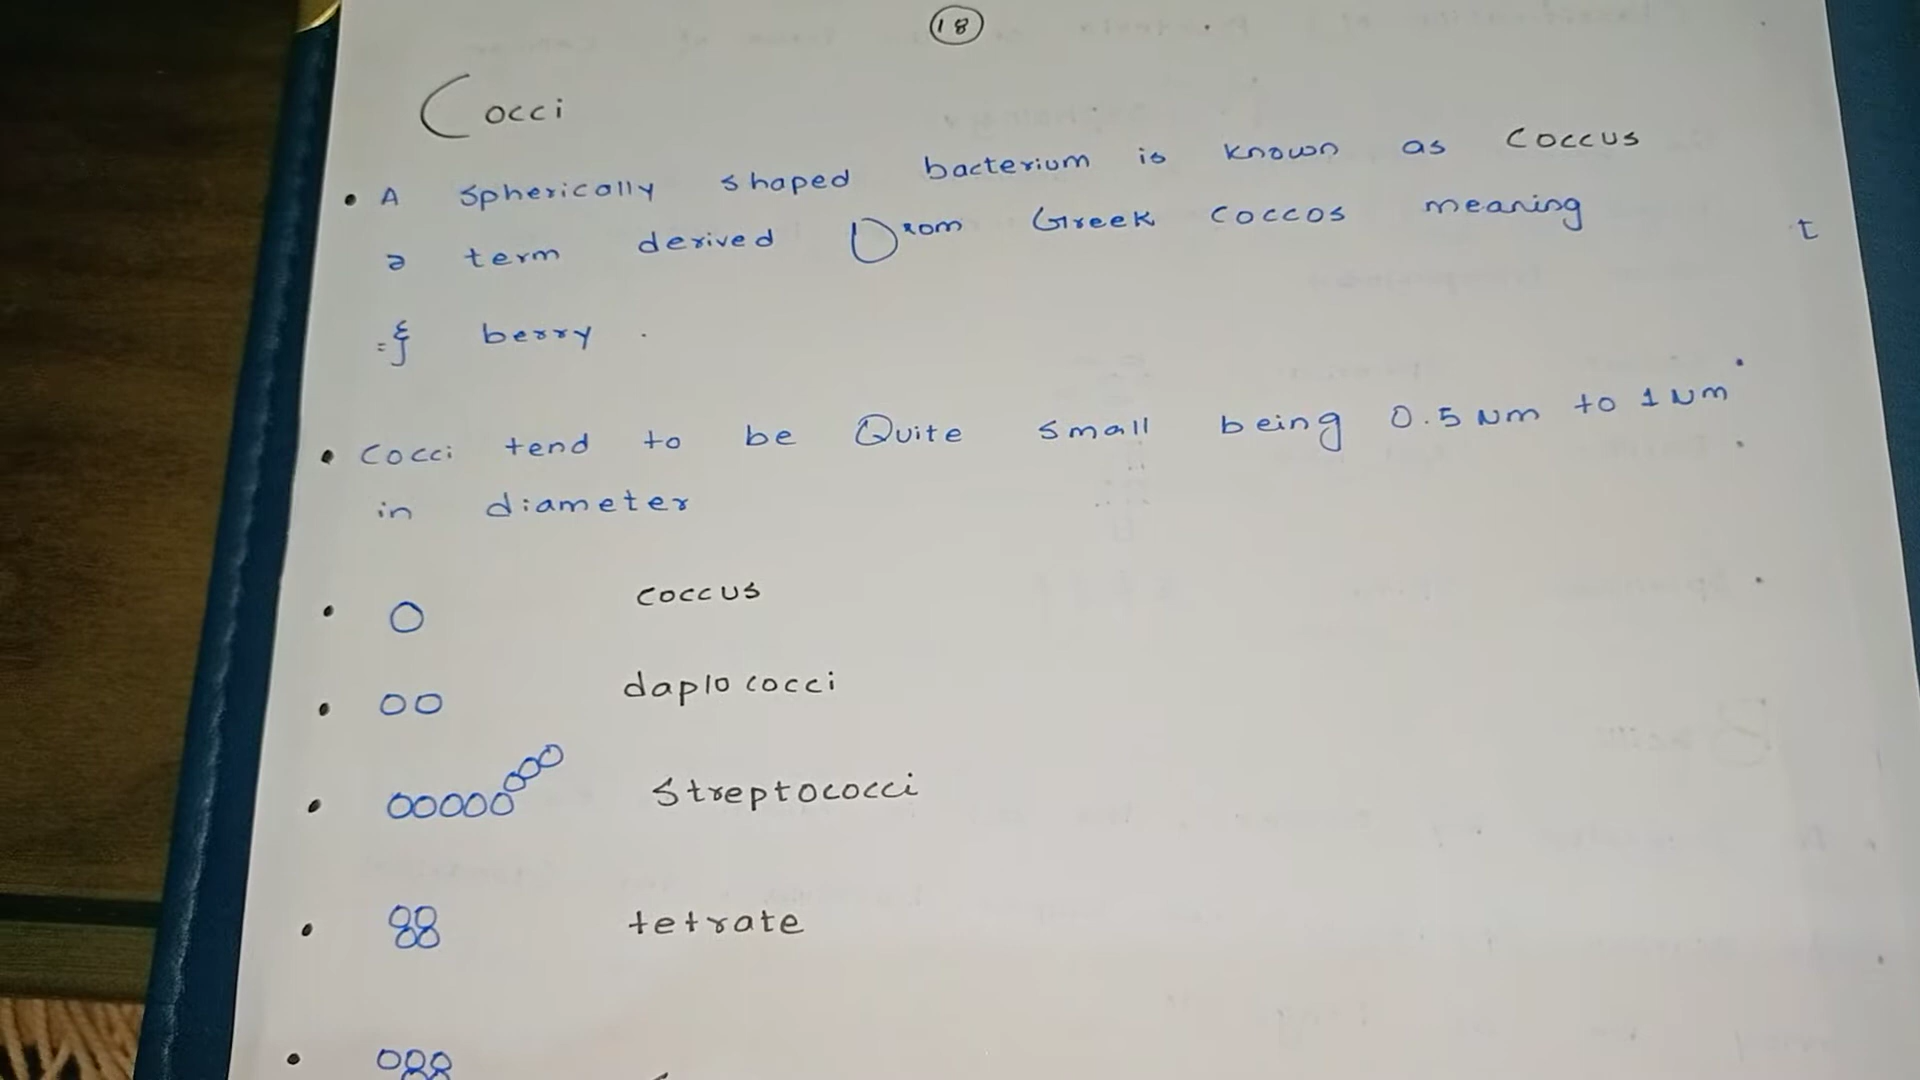 18
Cocci
• A spherically shaped bacterium is known as coccus
a term derived from Greek coccos meaning t
={ berry .
• Cocci tend to be Quite small being 0.5 Nm to 1 Nm
in diameter
• coccus
• daplo cocci
• Streptococci
• tetrate